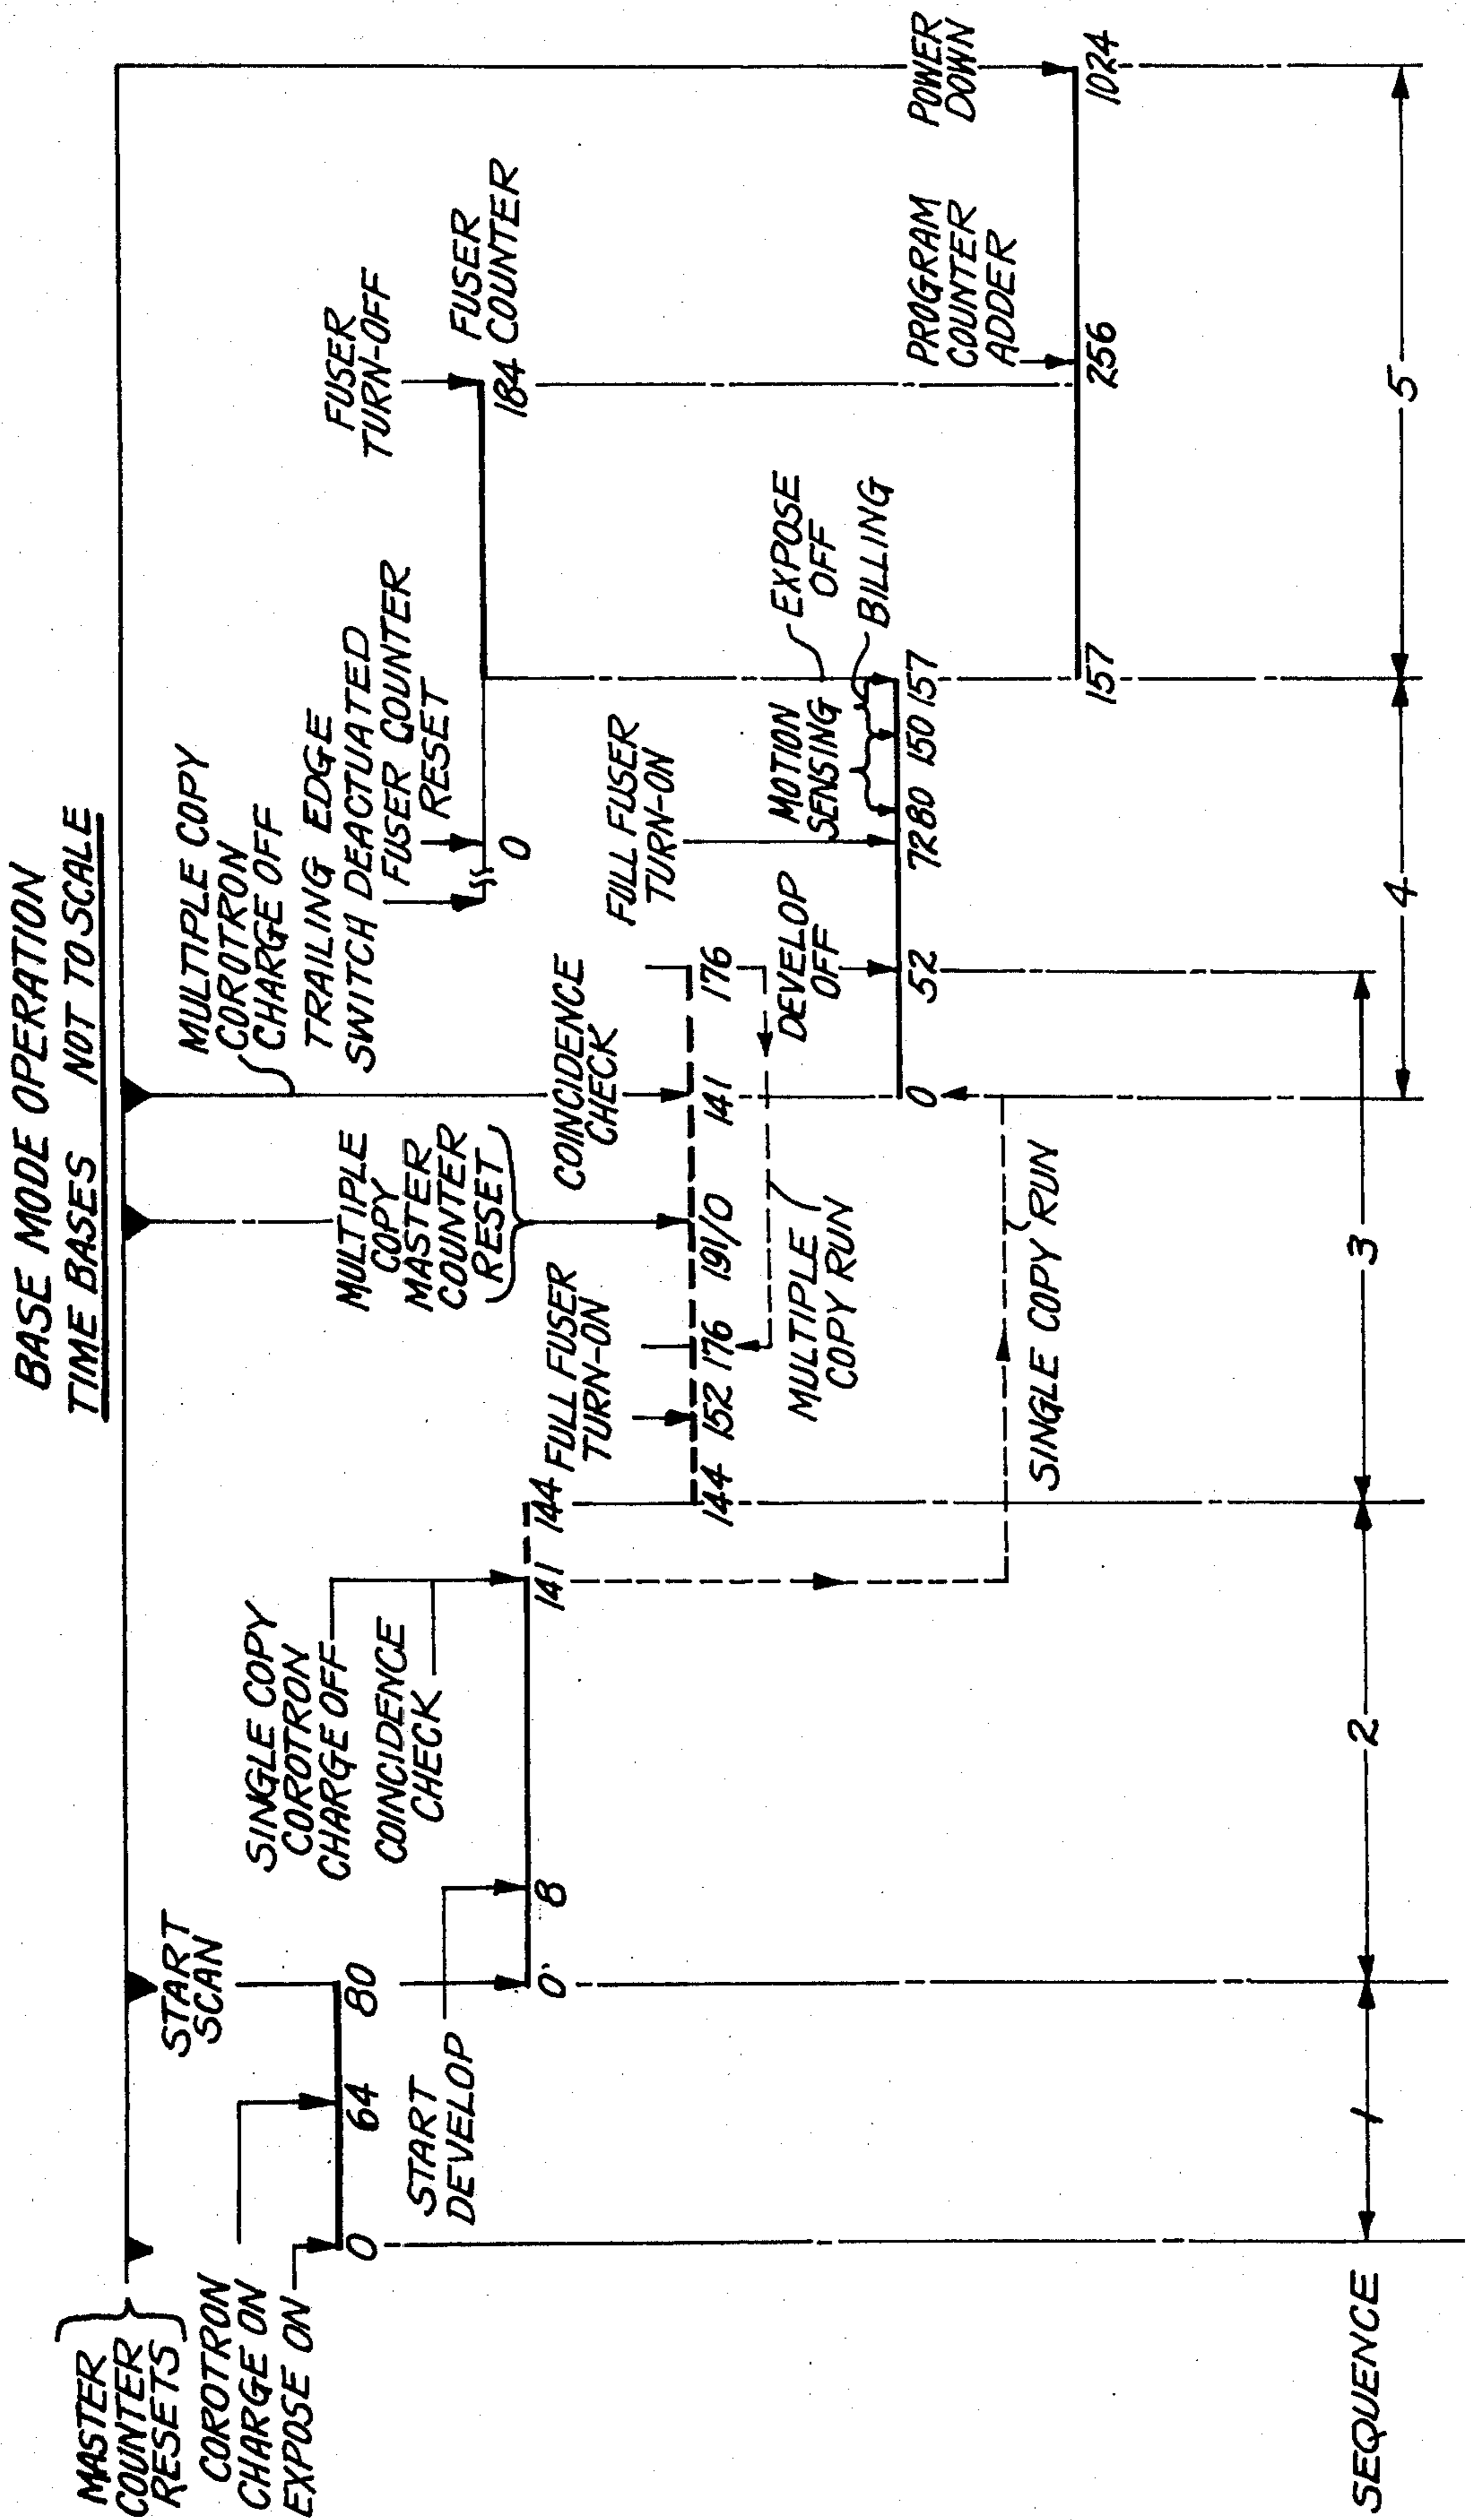 BASE MODE OPERATION
TIME BASES NOT TO SCALE
MASTER
COUNTER
RESETS
COROTRON
CHARGE ON
EXPOSE ON
0 64 80
START
SCAN
START
DEVELOP
0 8 141 144
SINGLE COPY
COROTRON
CHARGE OFF
COINCIDENCE
CHECK
FULL FUSER
TURN-ON
144 152 176 191/0 141 176
MULTIPLE
COPY
MASTER
COUNTER
RESET
COINCIDENCE
CHECK
MULTIPLE
COPY RUN
SINGLE COPY RUN
MULTIPLE COPY
COROTRON
CHARGE OFF
TRAILING EDGE
SWITCH DEACTUATED
FUSER COUNTER
RESET
0
FUSER
TURN-OFF
184
FUSER
COUNTER
FULL FUSER
TURN-ON
DEVELOP
OFF
MOTION
SENSING
EXPOSE
OFF
BILLING
0 52 72 80 150 157
PROGRAM
COUNTER
ADDER
POWER
DOWN
157 256 1024
SEQUENCE 1 2 3 4 5